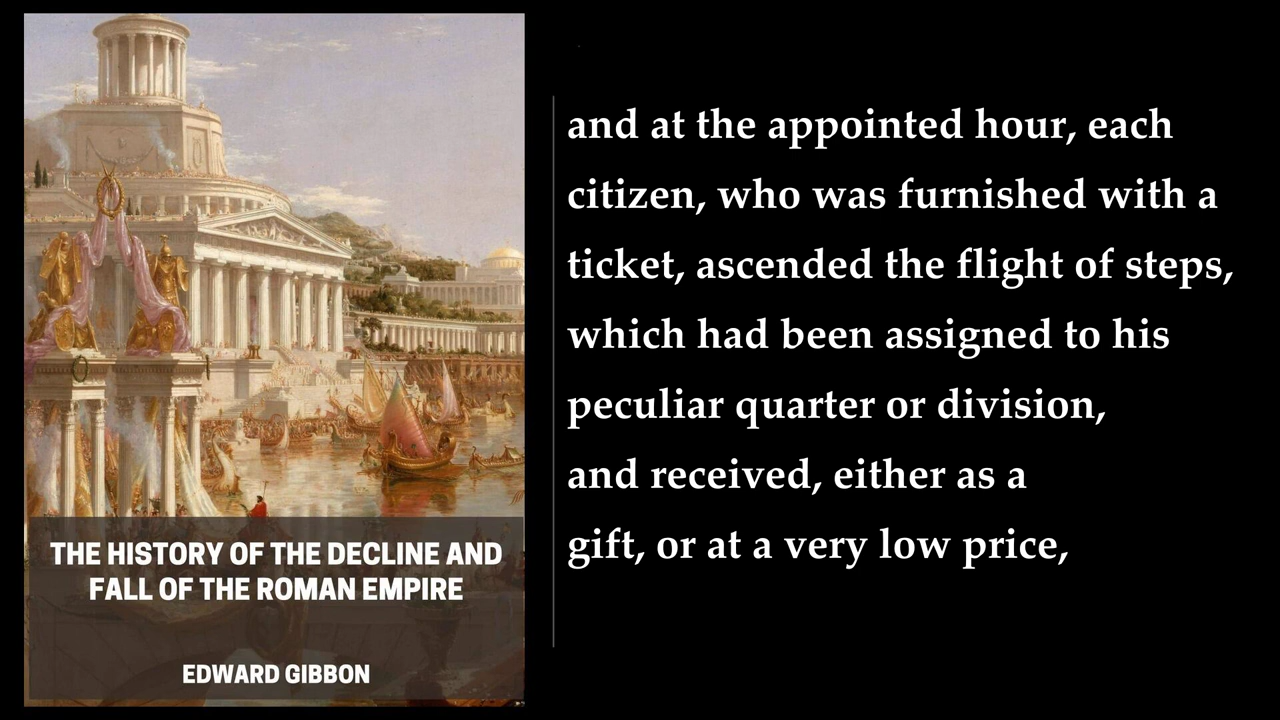 THE HISTORY OF THE DECLINE AND
FALL OF THE ROMAN EMPIRE
EDWARD GIBBON
and at the appointed hour, each
citizen, who was furnished with a
ticket, ascended the flight of steps,
which had been assigned to his
peculiar quarter or division,
and received, either as a
gift, or at a very low price,